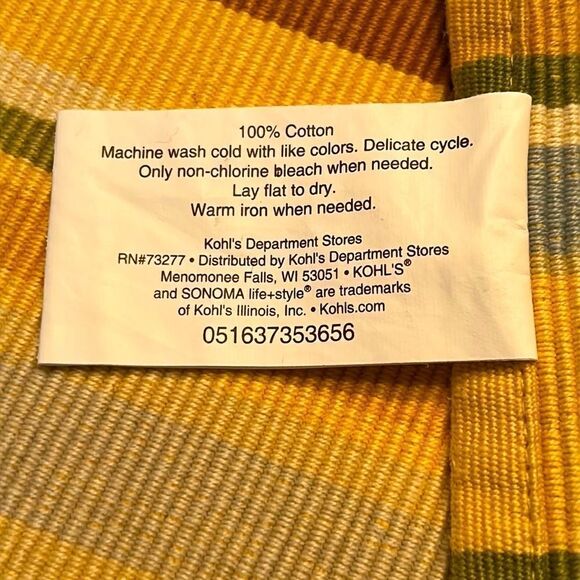 100% Cotton
Machine wash cold with like colors. Delicate cycle.
Only non-chlorine bleach when needed.
Lay flat to dry.
Warm iron when needed.
Kohl's Department Stores
RN#73277 • Distributed by Kohl's Department Stores
Menomonee Falls, WI 53051 • KOHL'S®
and SONOMA life+style® are trademarks
of Kohl's Illinois, Inc. • Kohls.com
051637353656